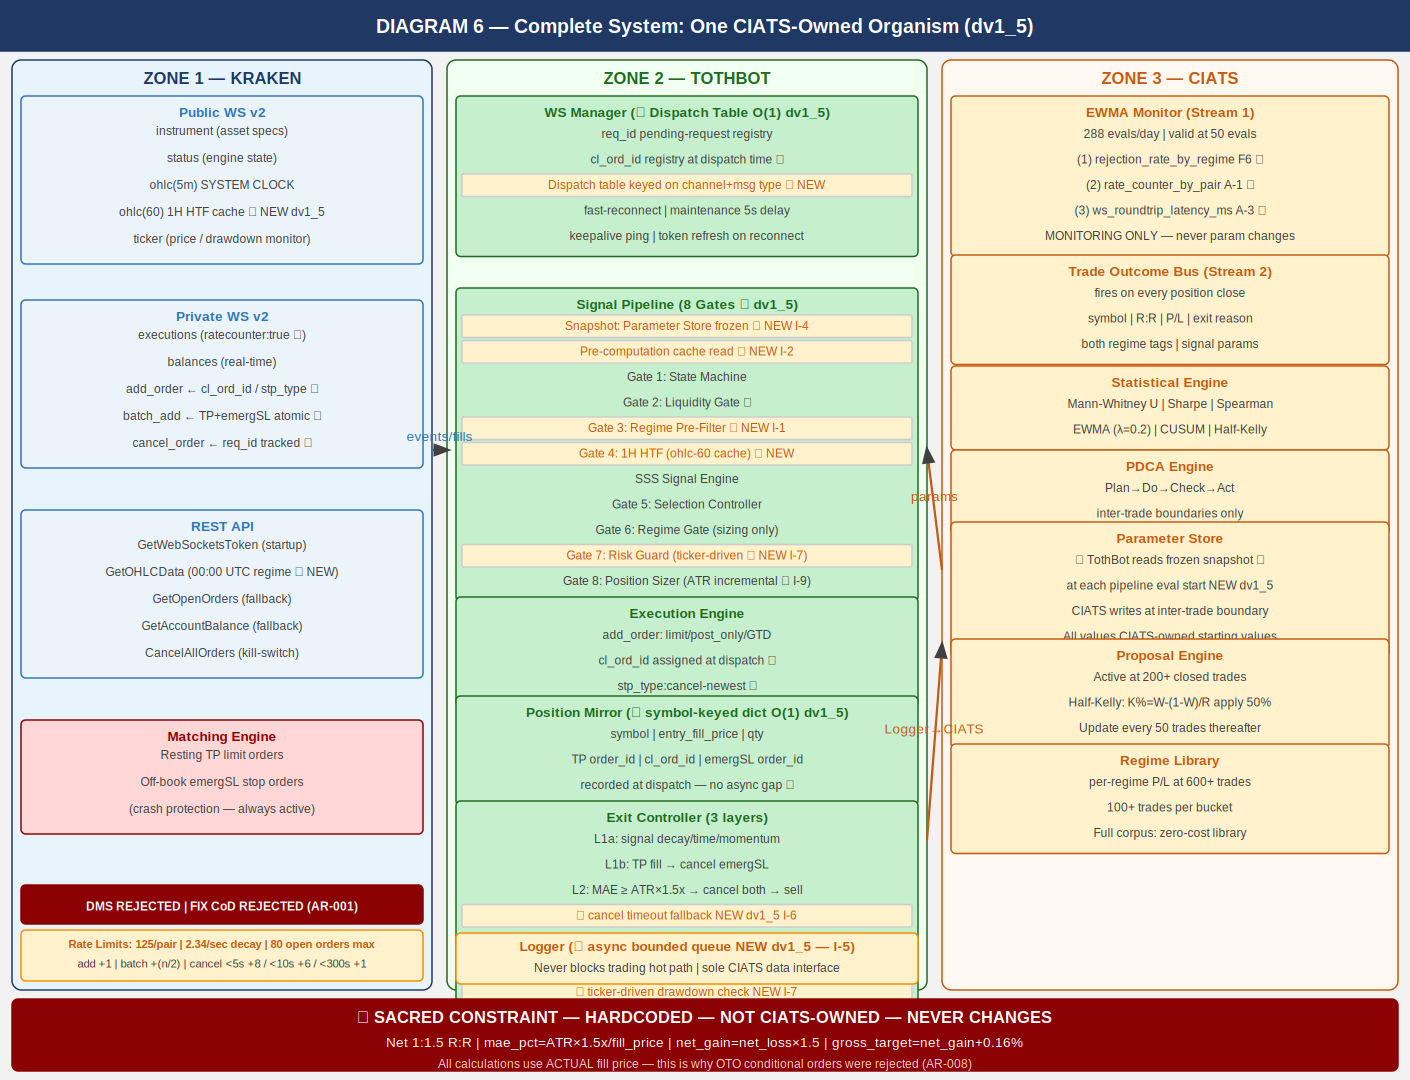 DIAGRAM 6 — Complete System: One CIATS-Owned Organism (dv1_5)
ZONE 1 — KRAKEN
Public WS v2
instrument (asset specs)
status (engine state)
ohlc(5m) SYSTEM CLOCK
ohlc(60) 1H HTF cache NEW dv1_5
ticker (price / drawdown monitor)
Private WS v2
executions (ratecounter:true )
balances (real-time)
add_order ← cl_ord_id / stp_type
batch_add ← TP+emergSL atomic
cancel_order ← req_id tracked
REST API
GetWebSocketsToken (startup)
GetOHLCData (00:00 UTC regime NEW)
GetOpenOrders (fallback)
GetAccountBalance (fallback)
CancelAllOrders (kill-switch)
Matching Engine
Resting TP limit orders
Off-book emergSL stop orders
(crash protection — always active)
DMS REJECTED | FIX CoD REJECTED (AR-001)
Rate Limits: 125/pair | 2.34/sec decay | 80 open orders max
add +1 | batch +(n/2) | cancel <5s +8 / <10s +6 / <300s +1
events/fills
ZONE 2 — TOTHBOT
WS Manager ( Dispatch Table O(1) dv1_5)
req_id pending-request registry
cl_ord_id registry at dispatch time
Dispatch table keyed on channel+msg type NEW
fast-reconnect | maintenance 5s delay
keepalive ping | token refresh on reconnect
Signal Pipeline (8 Gates dv1_5)
Snapshot: Parameter Store frozen NEW I-4
Pre-computation cache read NEW I-2
Gate 1: State Machine
Gate 2: Liquidity Gate
Gate 3: Regime Pre-Filter NEW I-1
Gate 4: 1H HTF (ohlc-60 cache) NEW
SSS Signal Engine
Gate 5: Selection Controller
Gate 6: Regime Gate (sizing only)
Gate 7: Risk Guard (ticker-driven NEW I-7)
Gate 8: Position Sizer (ATR incremental I-9)
Execution Engine
add_order: limit/post_only/GTD
cl_ord_id assigned at dispatch
stp_type:cancel-newest
Position Mirror ( symbol-keyed dict O(1) dv1_5)
symbol | entry_fill_price | qty
TP order_id | cl_ord_id | emergSL order_id
recorded at dispatch — no async gap
Exit Controller (3 layers)
L1a: signal decay/time/momentum
L1b: TP fill → cancel emergSL
L2: MAE ≥ ATR×1.5x → cancel both → sell
cancel timeout fallback NEW dv1_5 I-6
Logger ( async bounded queue NEW dv1_5 — I-5)
Never blocks trading hot path | sole CIATS data interface
ticker-driven drawdown check NEW I-7
params
Logger→CIATS
ZONE 3 — CIATS
EWMA Monitor (Stream 1)
288 evals/day | valid at 50 evals
(1) rejection_rate_by_regime F6
(2) rate_counter_by_pair A-1
(3) ws_roundtrip_latency_ms A-3
MONITORING ONLY — never param changes
Trade Outcome Bus (Stream 2)
fires on every position close
symbol | R:R | P/L | exit reason
both regime tags | signal params
Statistical Engine
Mann-Whitney U | Sharpe | Spearman
EWMA (λ=0.2) | CUSUM | Half-Kelly
PDCA Engine
Plan→Do→Check→Act
inter-trade boundaries only
Parameter Store
TothBot reads frozen snapshot
at each pipeline eval start NEW dv1_5
CIATS writes at inter-trade boundary
All values CIATS-owned starting values
Proposal Engine
Active at 200+ closed trades
Half-Kelly: K%=W-(1-W)/R apply 50%
Update every 50 trades thereafter
Regime Library
per-regime P/L at 600+ trades
100+ trades per bucket
Full corpus: zero-cost library
SACRED CONSTRAINT — HARDCODED — NOT CIATS-OWNED — NEVER CHANGES
Net 1:1.5 R:R | mae_pct=ATR×1.5x/fill_price | net_gain=net_loss×1.5 | gross_target=net_gain+0.16%
All calculations use ACTUAL fill price — this is why OTO conditional orders were rejected (AR-008)